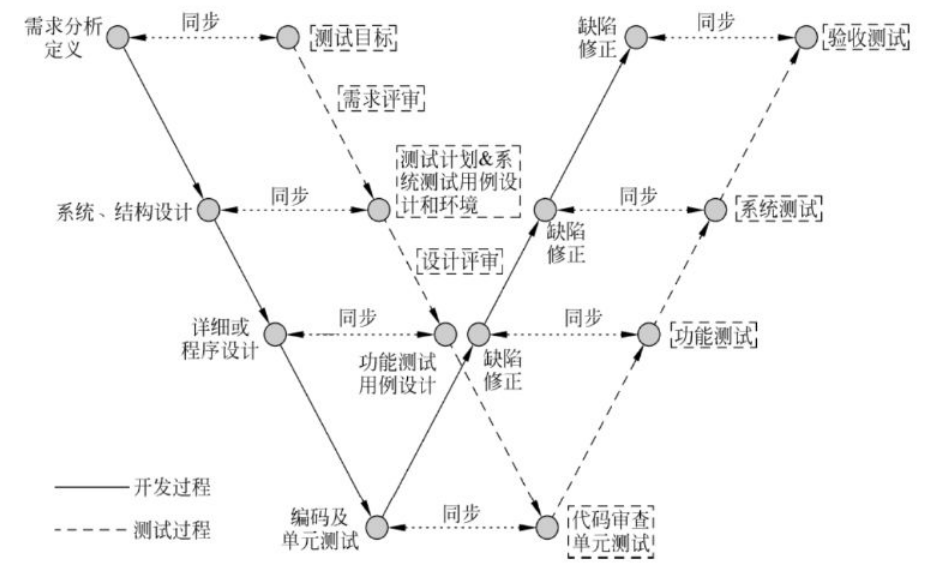 需求分析
定义
同步
测试目标
缺陷
修正
同步
验收测试
需求评审
测试计划&系
统测试用例设
计和环境
系统、结构设计
同步
同步
系统测试
缺陷
修正
设计评审
详细或
程序设计
同步
功能测试
用例设计
缺陷
修正
同步
功能测试
开发过程
测试过程
编码及
单元测试
同步
代码审查
单元测试